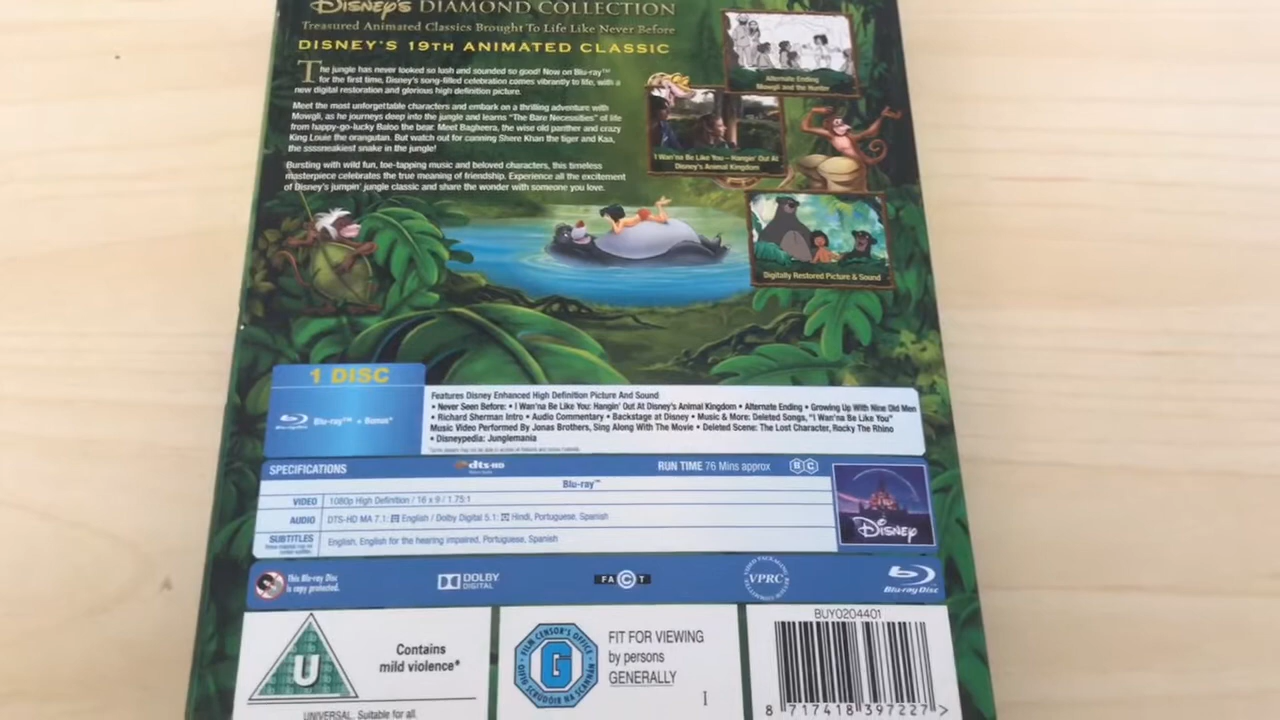 Disney's DIAMOND COLLECTION
Treasured Animated Classics Brought To Life Like Never Before
DISNEY'S 19TH ANIMATED CLASSIC
The jungle has never looked so lush and sounded so good! Now on Blu-ray™
for the first time, Disney's song-filled celebration comes vibrantly to life, with a
new digital restoration and glorious high definition picture.
Meet the most unforgettable characters and embark on a thrilling adventure with
Mowgli, as he journeys deep into the jungle and learns "The Bare Necessities" of life
from happy-go-lucky Baloo the bear. Meet Bagheera, the wise old panther and crazy
King Louie the orangutan. But watch out for cunning Shere Khan the tiger and Kaa,
the ssssneakiest snake in the jungle!
Bursting with wild fun, toe-tapping music and beloved characters, this timeless
masterpiece celebrates the true meaning of friendship. Experience all the excitement
of Disney's jumpin' jungle classic and share the wonder with someone you love.
Alternate Ending
Mowgli and the Hunter
I Wan'na Be Like You – Hangin' Out At
Disney's Animal Kingdom
Digitally Restored Picture & Sound
1 DISC
Blu-ray™ + Bonus*
Features Disney Enhanced High Definition Picture And Sound
• Never Seen Before: • I Wan'na Be Like You: Hangin' Out At Disney's Animal Kingdom • Alternate Ending • Growing Up With Nine Old Men
• Richard Sherman Intro • Audio Commentary • Backstage at Disney • Music & More: Deleted Songs, "I Wan'na Be Like You"
Music Video Performed By Jonas Brothers, Sing Along With The Movie • Deleted Scene: The Lost Character, Rocky The Rhino
• Disneypedia: Junglemania
SPECIFICATIONS
dts-HD
RUN TIME 76 Mins approx
B C
Blu-ray™
VIDEO 1080p High Definition / 16 x 9 / 1.75:1
AUDIO DTS-HD MA 7.1: English / Dolby Digital 5.1: Hindi, Portuguese, Spanish
SUBTITLES English, English for the hearing impaired, Portuguese, Spanish
Disney
This Blu-ray Disc
is copy protected.
DOLBY
DIGITAL
FACT
VPRC
Blu-ray Disc
U
Contains
mild violence*
UNIVERSAL. Suitable for all.
FILM CENSOR'S OFFICE
G
OIFIG SCRÚDÓIR NA SCANNÁN
FIT FOR VIEWING
by persons
GENERALLY
I
BUY0204401
8 717418 397227 >